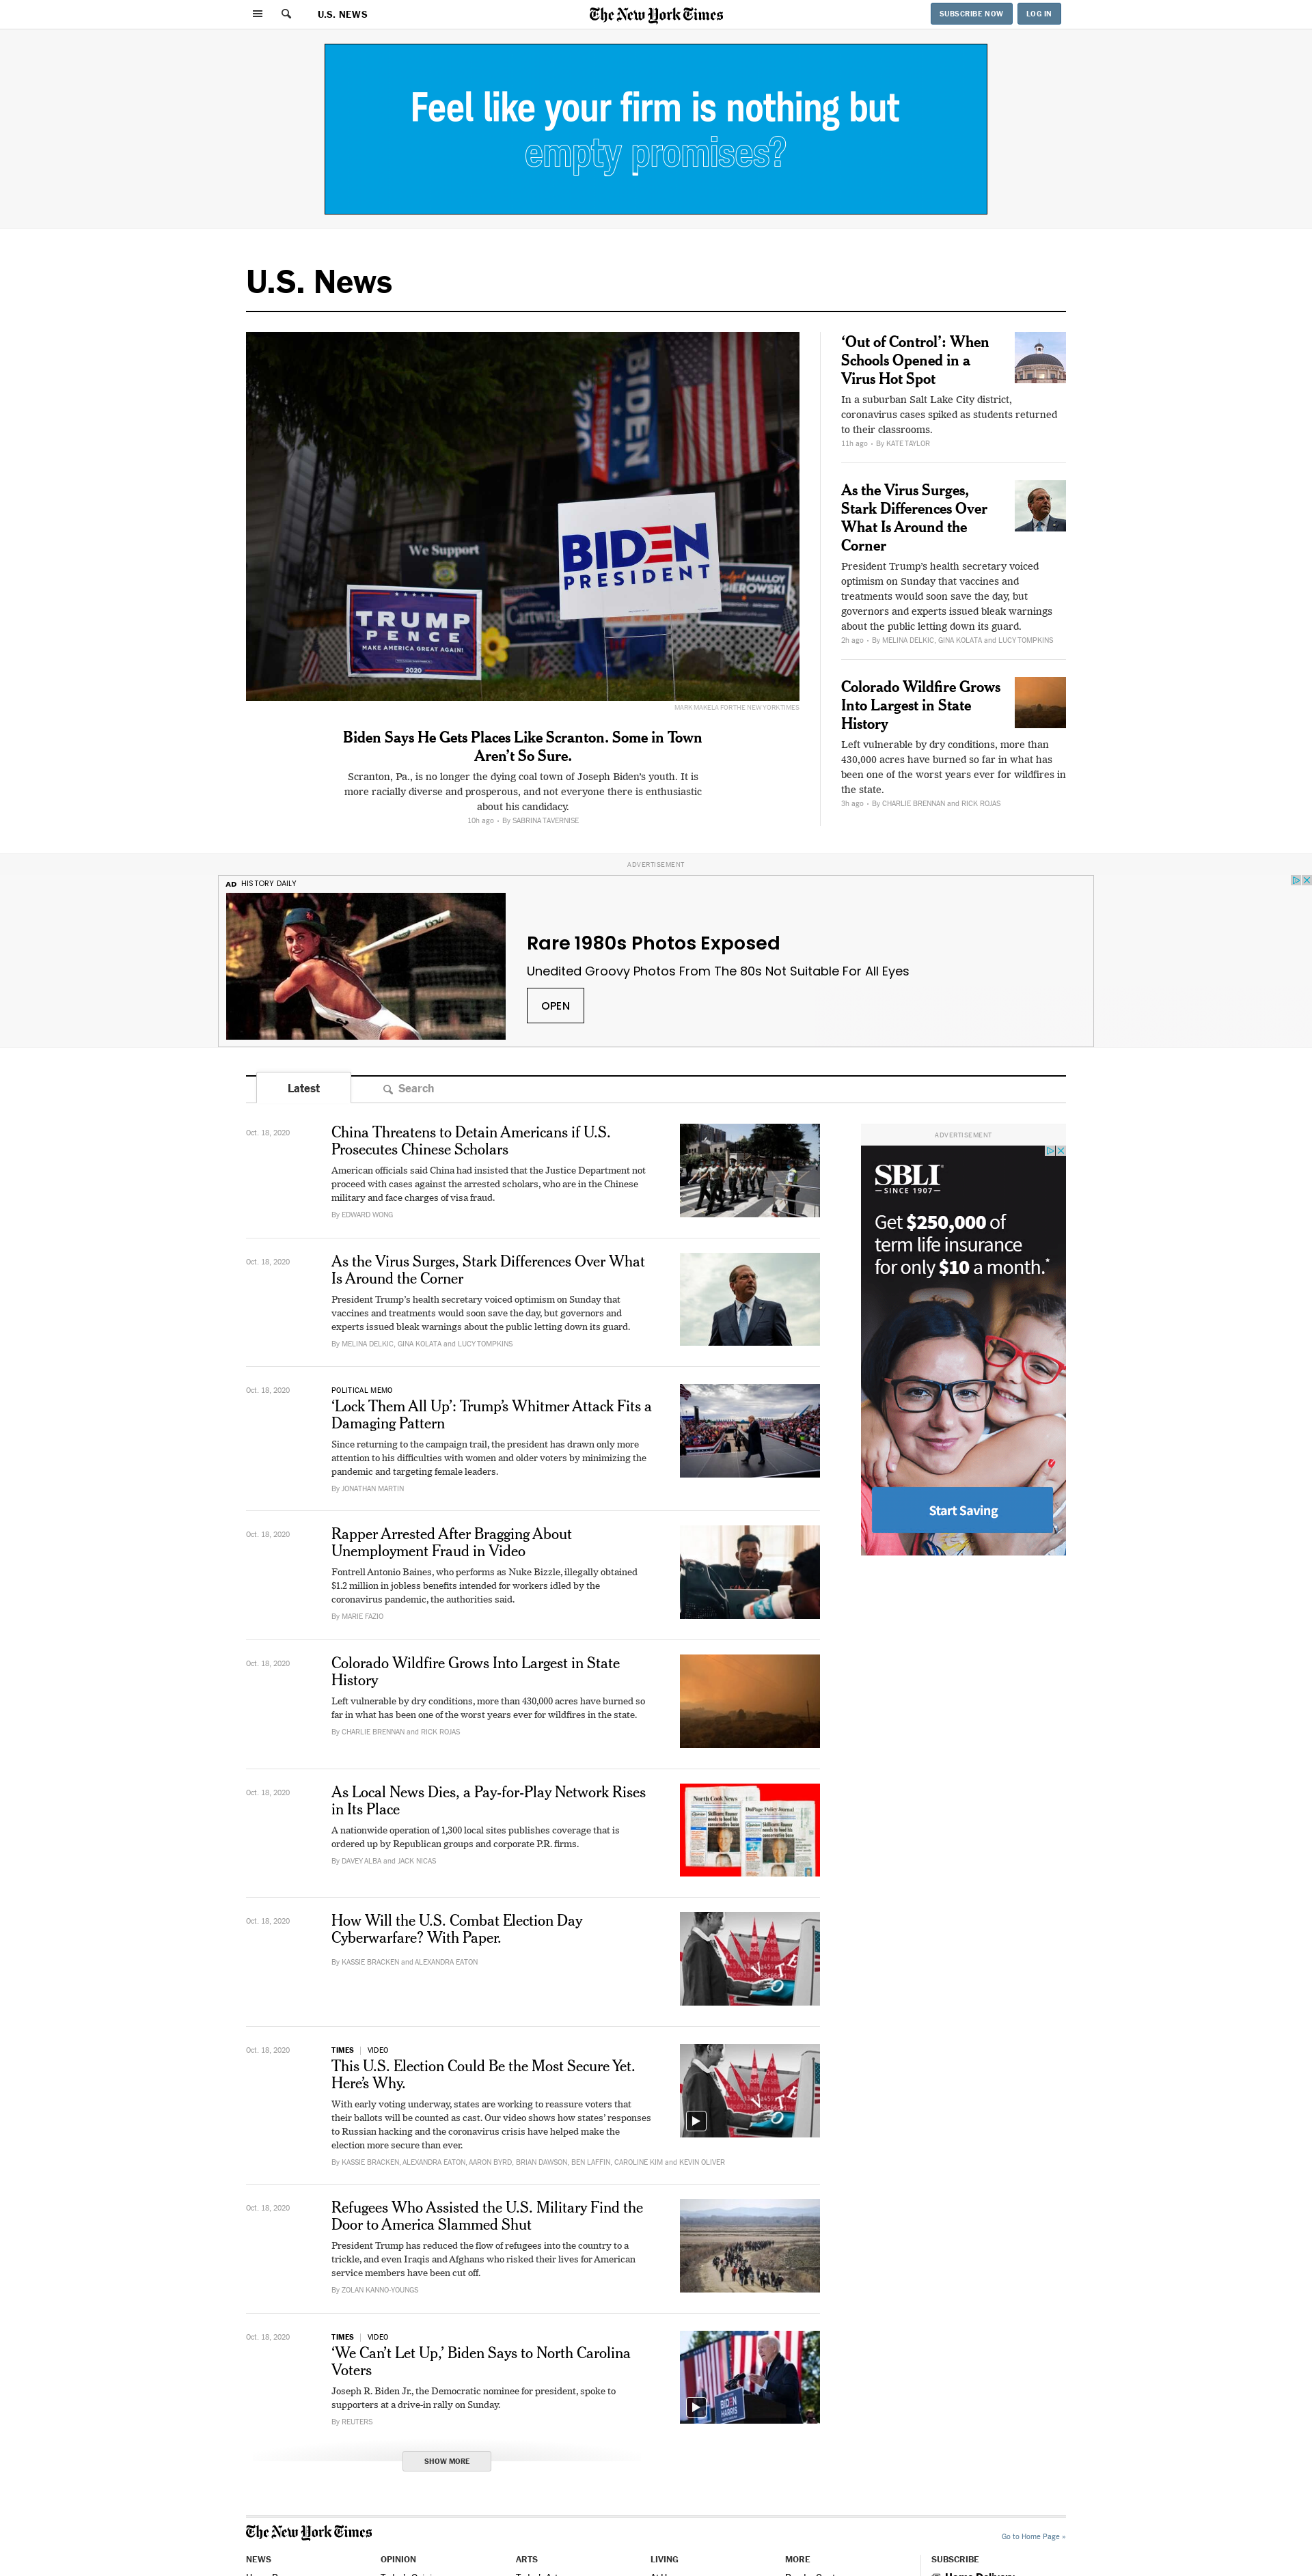 U.S. NEWS
The New York Times
SUBSCRIBE NOW
LOG IN
Feel like your firm is nothing but
empty promises?
U.S. News
BIDEN
We Support
BIDEN
PRESIDENT
MALLOY
TRUMP
PENCE
MAKE AMERICA GREAT AGAIN!
2020
MARK MAKELA FOR THE NEW YORK TIMES
Biden Says He Gets Places Like Scranton. Some in Town
Aren’t So Sure.
Scranton, Pa., is no longer the dying coal town of Joseph Biden’s youth. It is
more racially diverse and prosperous, and not everyone there is enthusiastic
about his candidacy.
10h ago • By SABRINA TAVERNISE
‘Out of Control’: When
Schools Opened in a
Virus Hot Spot
In a suburban Salt Lake City district,
coronavirus cases spiked as students returned
to their classrooms.
11h ago • By KATE TAYLOR
As the Virus Surges,
Stark Differences Over
What Is Around the
Corner
President Trump’s health secretary voiced
optimism on Sunday that vaccines and
treatments would soon save the day, but
governors and experts issued bleak warnings
about the public letting down its guard.
2h ago • By MELINA DELKIC, GINA KOLATA and LUCY TOMPKINS
Colorado Wildfire Grows
Into Largest in State
History
Left vulnerable by dry conditions, more than
430,000 acres have burned so far in what has
been one of the worst years ever for wildfires in
the state.
3h ago • By CHARLIE BRENNAN and RICK ROJAS
ADVERTISEMENT
AD HISTORY DAILY
Rare 1980s Photos Exposed
Unedited Groovy Photos From The 80s Not Suitable For All Eyes
OPEN
Latest
Search
Oct. 18, 2020
China Threatens to Detain Americans if U.S.
Prosecutes Chinese Scholars
American officials said China had insisted that the Justice Department not
proceed with cases against the arrested scholars, who are in the Chinese
military and face charges of visa fraud.
By EDWARD WONG
Oct. 18, 2020
As the Virus Surges, Stark Differences Over What
Is Around the Corner
President Trump’s health secretary voiced optimism on Sunday that
vaccines and treatments would soon save the day, but governors and
experts issued bleak warnings about the public letting down its guard.
By MELINA DELKIC, GINA KOLATA and LUCY TOMPKINS
Oct. 18, 2020
POLITICAL MEMO
‘Lock Them All Up’: Trump’s Whitmer Attack Fits a
Damaging Pattern
Since returning to the campaign trail, the president has drawn only more
attention to his difficulties with women and older voters by minimizing the
pandemic and targeting female leaders.
By JONATHAN MARTIN
Oct. 18, 2020
Rapper Arrested After Bragging About
Unemployment Fraud in Video
Fontrell Antonio Baines, who performs as Nuke Bizzle, illegally obtained
$1.2 million in jobless benefits intended for workers idled by the
coronavirus pandemic, the authorities said.
By MARIE FAZIO
Oct. 18, 2020
Colorado Wildfire Grows Into Largest in State
History
Left vulnerable by dry conditions, more than 430,000 acres have burned so
far in what has been one of the worst years ever for wildfires in the state.
By CHARLIE BRENNAN and RICK ROJAS
Oct. 18, 2020
As Local News Dies, a Pay-for-Play Network Rises
in Its Place
A nationwide operation of 1,300 local sites publishes coverage that is
ordered up by Republican groups and corporate P.R. firms.
By DAVEY ALBA and JACK NICAS
North Cook News
DuPage Policy Journal
Oct. 18, 2020
How Will the U.S. Combat Election Day
Cyberwarfare? With Paper.
By KASSIE BRACKEN and ALEXANDRA EATON
VOTE
Oct. 18, 2020
TIMES | VIDEO
This U.S. Election Could Be the Most Secure Yet.
Here’s Why.
With early voting underway, states are working to reassure voters that
their ballots will be counted as cast. Our video shows how states’ responses
to Russian hacking and the coronavirus crisis have helped make the
election more secure than ever.
By KASSIE BRACKEN, ALEXANDRA EATON, AARON BYRD, BRIAN DAWSON, BEN LAFFIN, CAROLINE KIM and KEVIN OLIVER
VOTE
Oct. 18, 2020
Refugees Who Assisted the U.S. Military Find the
Door to America Slammed Shut
President Trump has reduced the flow of refugees into the country to a
trickle, and even Iraqis and Afghans who risked their lives for American
service members have been cut off.
By ZOLAN KANNO-YOUNGS
Oct. 18, 2020
TIMES | VIDEO
‘We Can’t Let Up,’ Biden Says to North Carolina
Voters
Joseph R. Biden Jr., the Democratic nominee for president, spoke to
supporters at a drive-in rally on Sunday.
By REUTERS
BIDEN
HARRIS
SHOW MORE
ADVERTISEMENT
SBLI
SINCE 1907
Get $250,000 of
term life insurance
for only $10 a month.*
Start Saving
The New York Times
Go to Home Page »
NEWS
OPINION
ARTS
LIVING
MORE
SUBSCRIBE